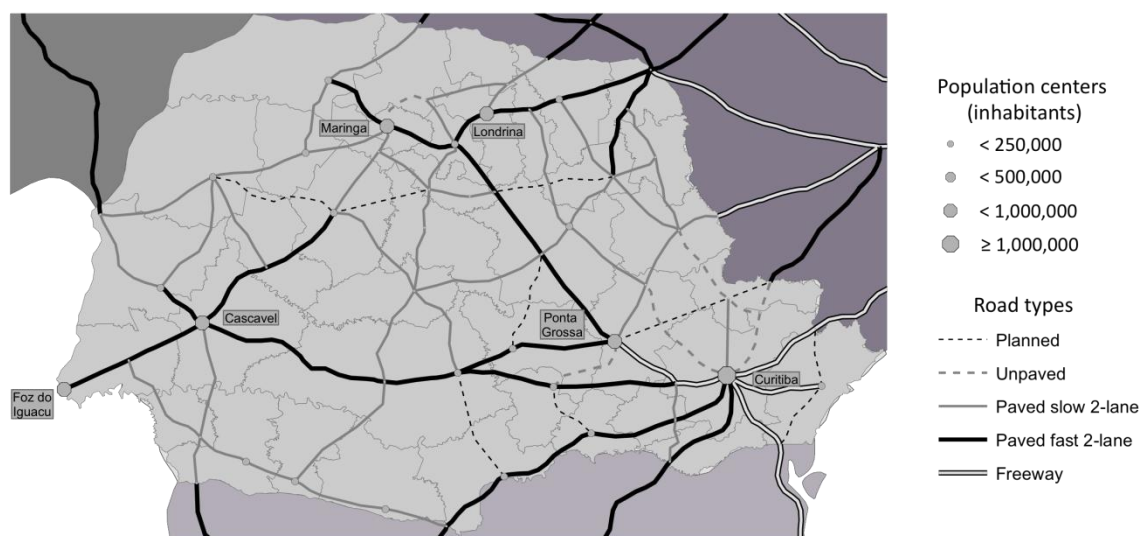 Maringa
Londrina
Cascavel
Ponta
Grossa
Foz do
Iguacu
Curitiba
Population centers
(inhabitants)
< 250,000
< 500,000
< 1,000,000
≥ 1,000,000
Road types
Planned
Unpaved
Paved slow 2-lane
Paved fast 2-lane
Freeway